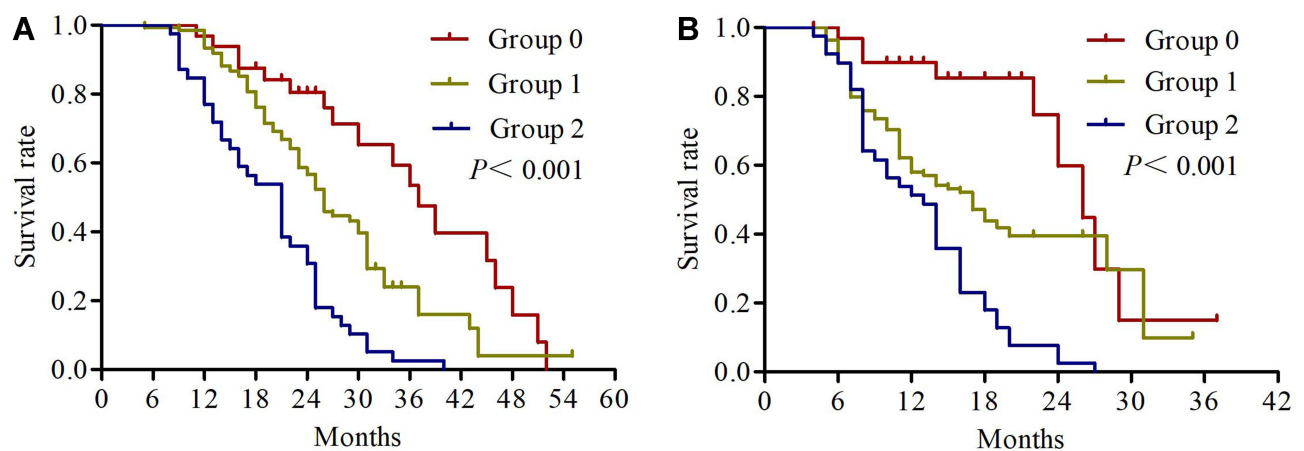 A
Survival rate
1.0
0.8
0.6
0.4
0.2
0.0
Group 0
Group 1
Group 2
P< 0.001
0 6 12 18 24 30 36 42 48 54 60
Months
B
Survival rate
1.0
0.8
0.6
0.4
0.2
0.0
Group 0
Group 1
Group 2
P< 0.001
0 6 12 18 24 30 36 42
Months